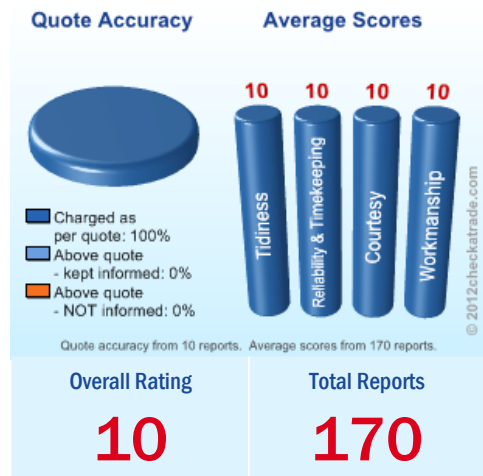 Quote Accuracy
Average Scores
10 10 10 10
Tidiness
Reliability & Timekeeping
Courtesy
Workmanship
Charged as
per quote: 100%
Above quote
- kept informed: 0%
Above quote
- NOT informed: 0%
© 2012checkatrade.com
Quote accuracy from 10 reports. Average scores from 170 reports.
Overall Rating
10
Total Reports
170